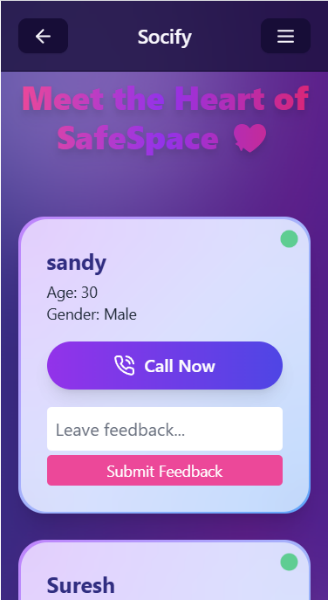 Socify
Meet the Heart of
SafeSpace
sandy
Age: 30
Gender: Male
Call Now
Leave feedback...
Submit Feedback
Suresh